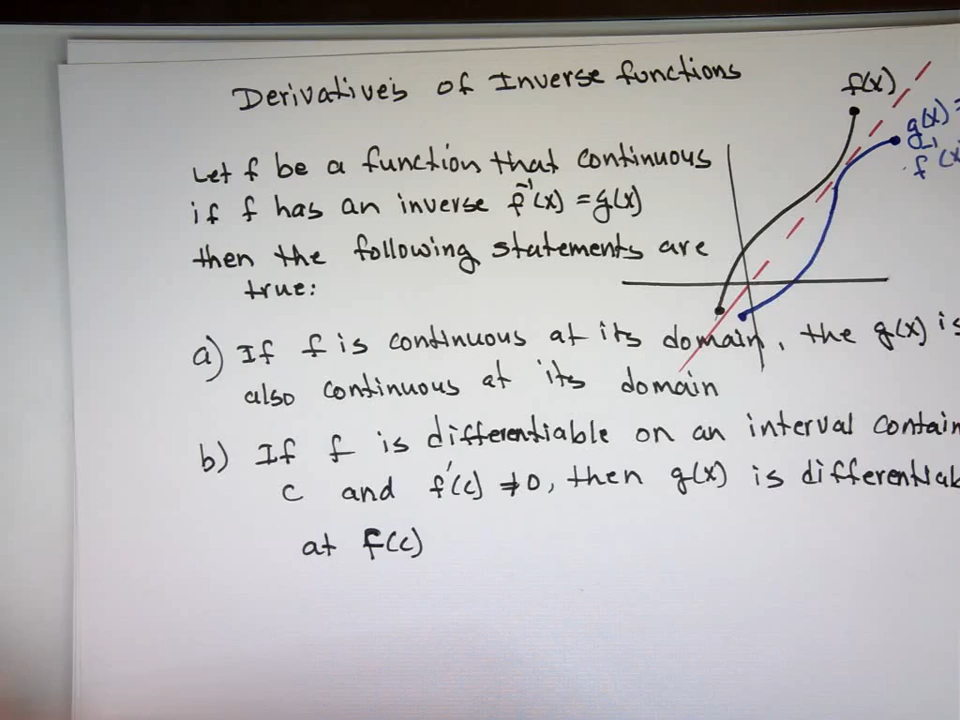 Derivatives of Inverse functions
f(x)
g(x) =
f⁻¹(x)
Let f be a function that continuous
if f has an inverse f⁻¹(x) = g(x)
then the following statements are
true:
a) If f is continuous at its domain, the g(x) is
also continuous at its domain
b) If f is differentiable on an interval contain
c and f'(c) ≠ 0, then g(x) is differentiab
at f(c)